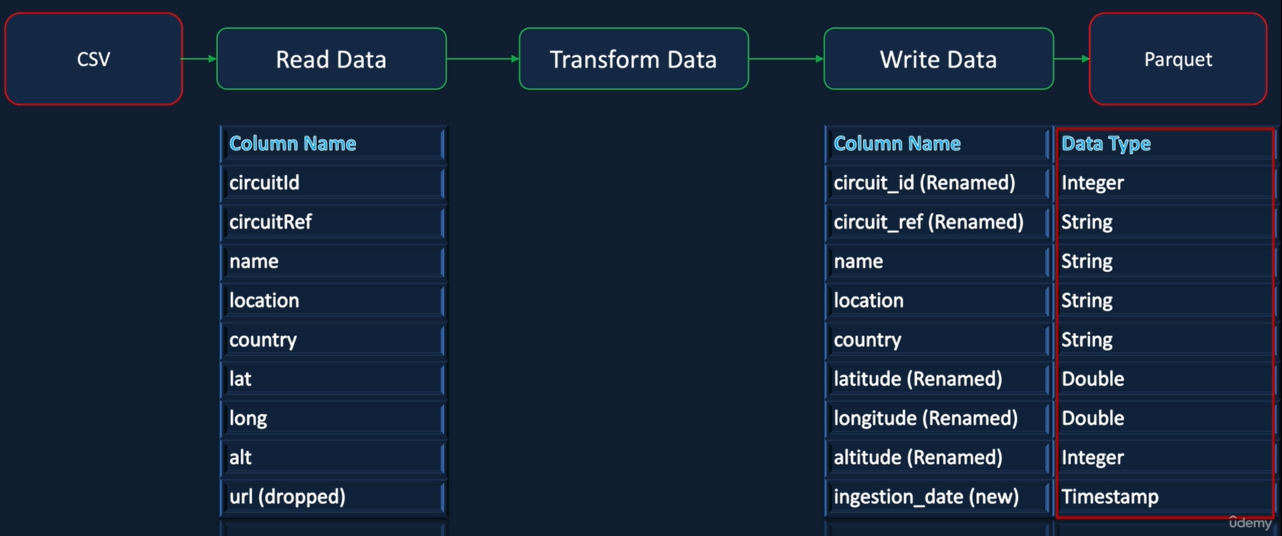 CSV
Read Data
Transform Data
Write Data
Parquet
Column Name
circuitId
circuitRef
name
location
country
lat
long
alt
url (dropped)
Column Name Data Type
circuit_id (Renamed) Integer
circuit_ref (Renamed) String
name String
location String
country String
latitude (Renamed) Double
longitude (Renamed) Double
altitude (Renamed) Integer
ingestion_date (new) Timestamp
ûdemy